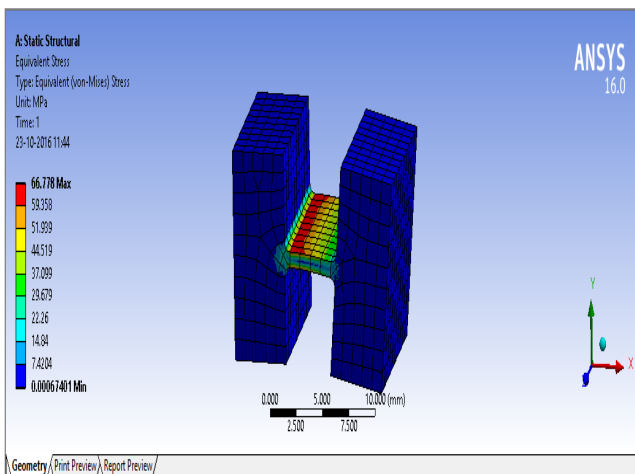 A: Static Structural
Equivalent Stress
Type: Equivalent (von-Mises) Stress
Unit: MPa
Time: 1
23-10-2016 11:44
ANSYS
16.0
66.778 Max
59.358
51.939
44.519
37.099
29.679
22.26
14.84
7.4204
0.00067401 Min
0.000 5.000 10.000 (mm)
2.500 7.500
Y
X
Geometry Print Preview Report Preview